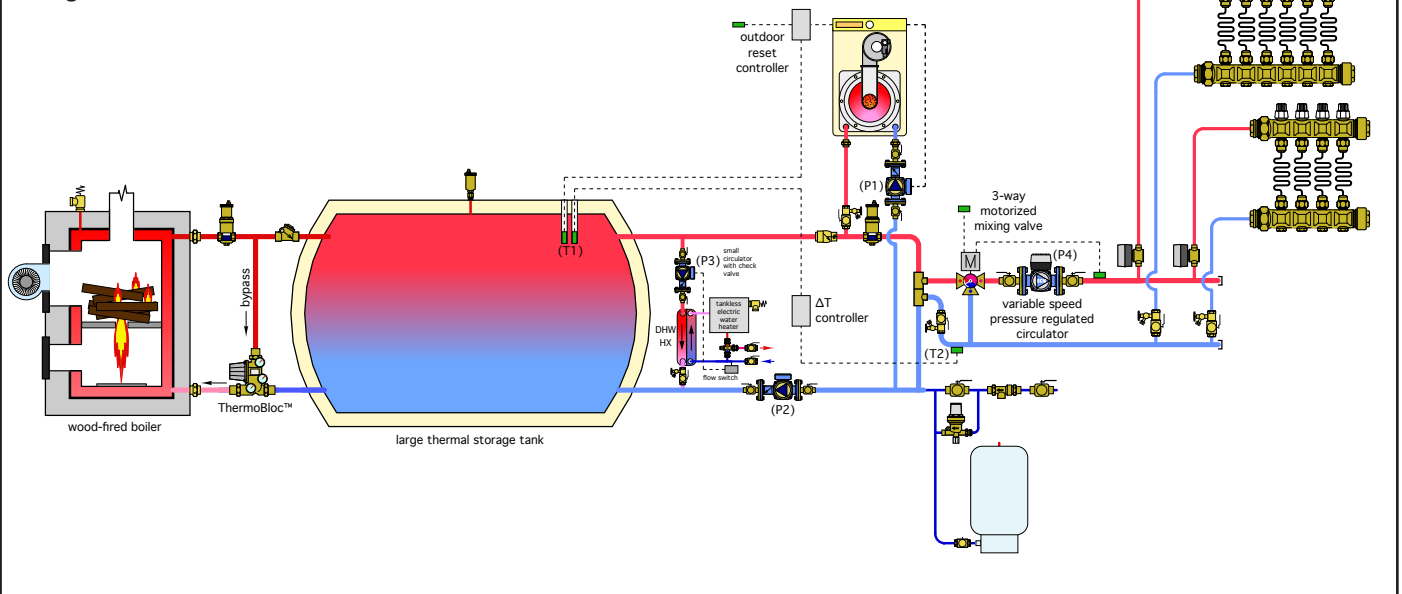 outdoor
reset
controller
(P1)
3-way
motorized
mixing valve
M
(P4)
variable speed
pressure regulated
circulator
(T1)
(P3)
small
circulator
with check
valve
tankless
electric
water
heater
DHW
HX
flow switch
ΔT
controller
(T2)
(P2)
bypass
ThermoBloc™
wood-fired boiler
large thermal storage tank